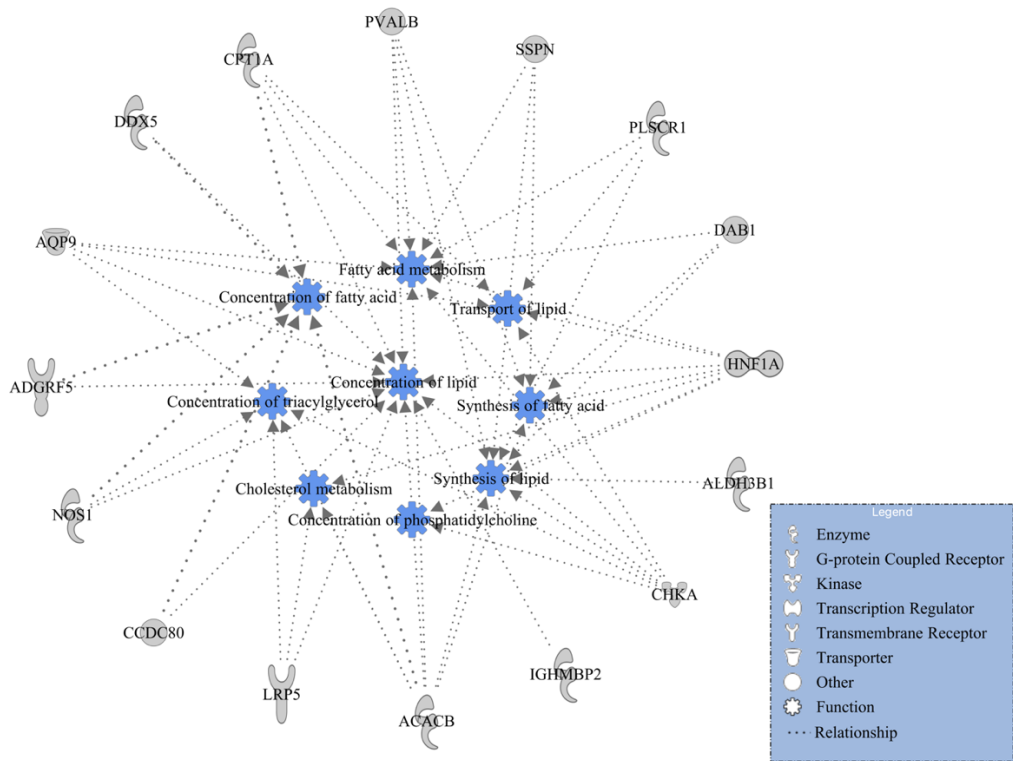 PVALB
SSPN
CPT1A
DDX5
PLSCR1
AQP9
DAB1
Fatty acid metabolism
Concentration of fatty acid
Transport of lipid
HNF1A
ADGRF5
Concentration of lipid
Concentration of triacylglycerol
Synthesis of fatty acid
Cholesterol metabolism
Synthesis of lipid
ALDH3B1
NOS1
Concentration of phosphatidylcholine
CHKA
CCDC80
IGHMBP2
LRP5
ACACB
Legend
Enzyme
G-protein Coupled Receptor
Kinase
Transcription Regulator
Transmembrane Receptor
Transporter
Other
Function
Relationship